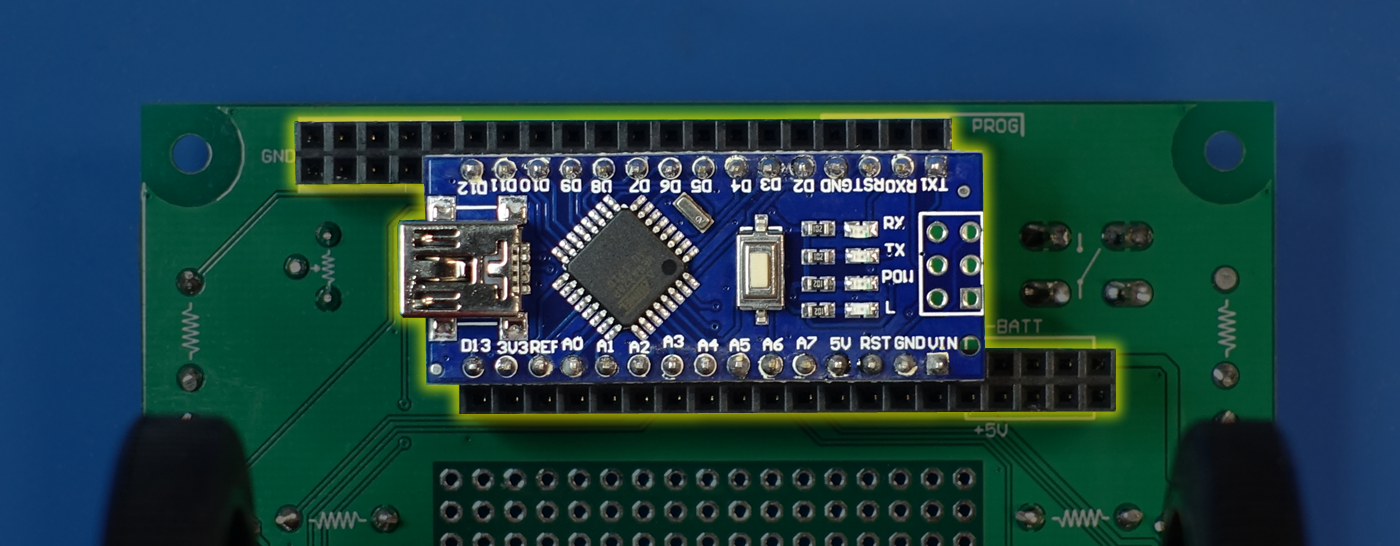 PROG
GND
D12 D11 D10 D9 D8 D7 D6 D5 D4 D3 D2 GND RST RX0 TX1
RX
TX
POW
L
-BATT
D13 3V3 REF A0 A1 A2 A3 A4 A5 A6 A7 5V RST GND VIN
+5V